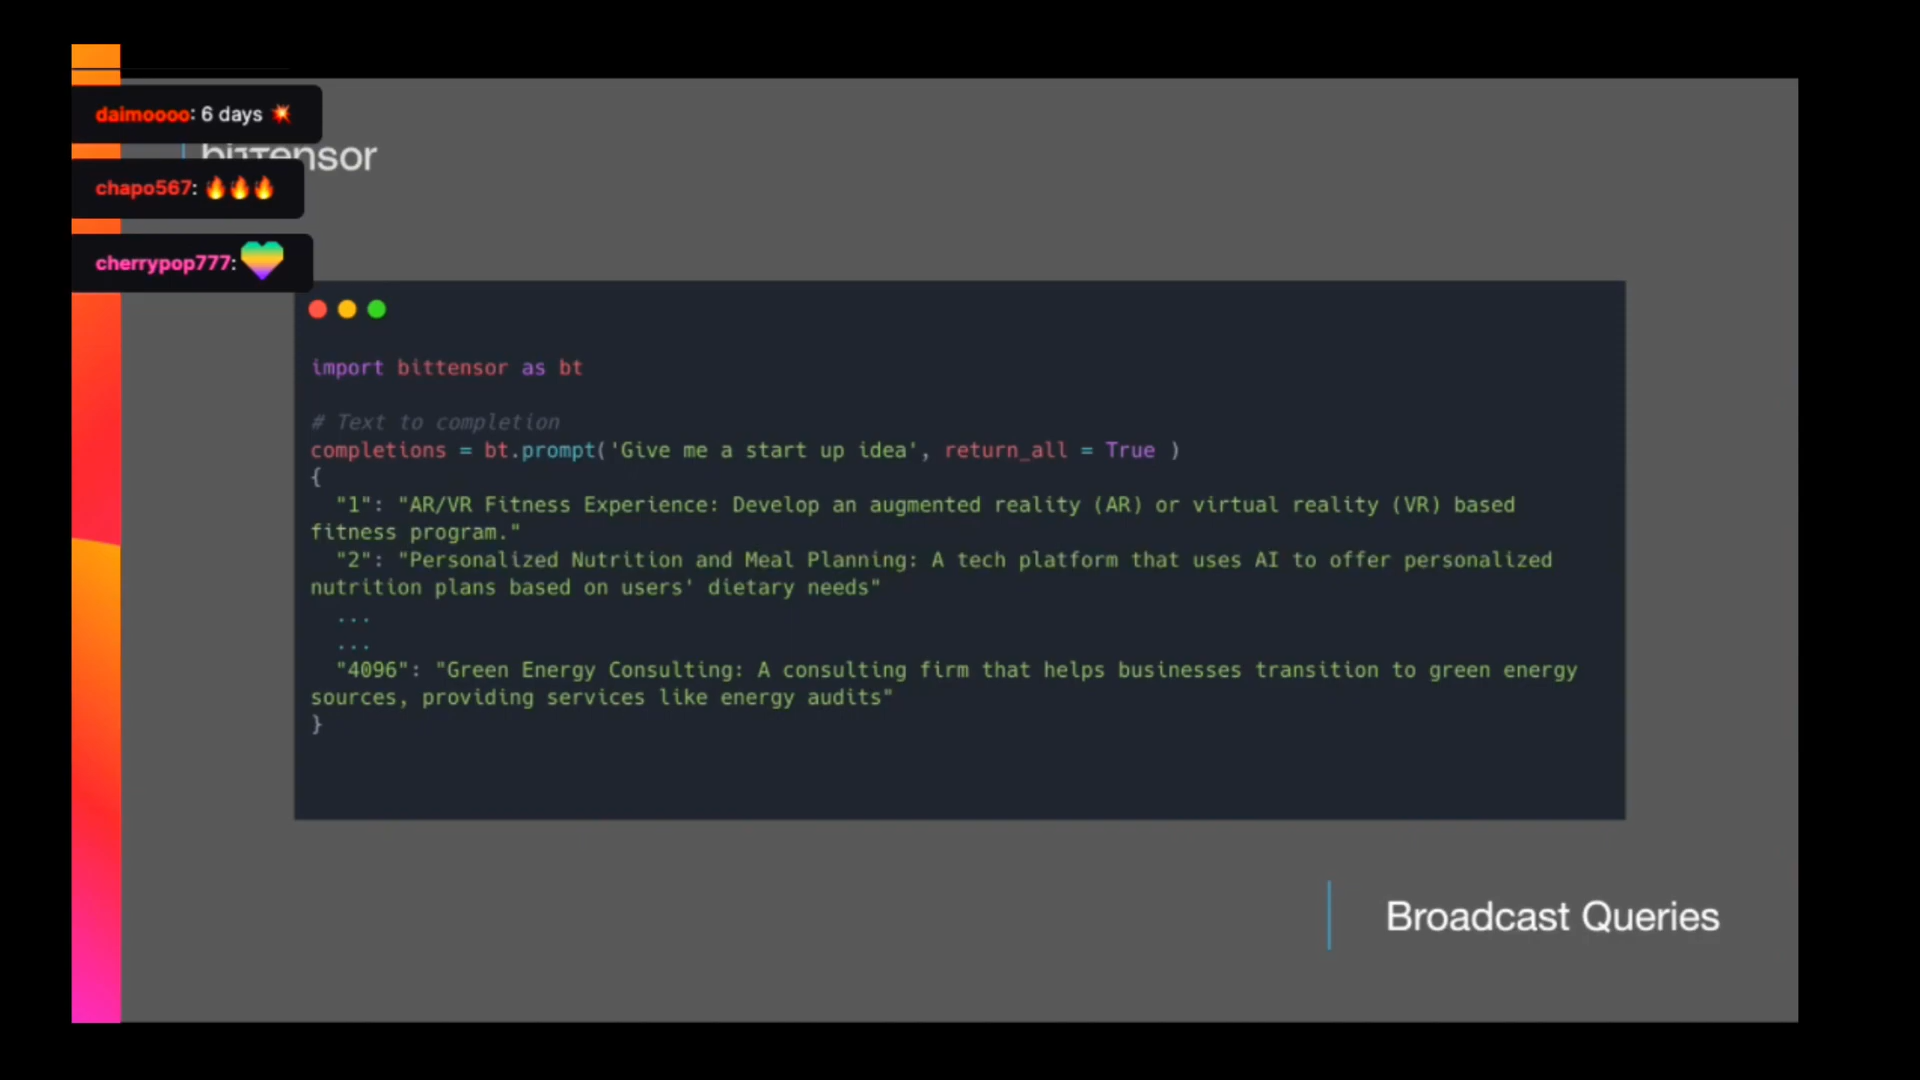 daimoooo: 6 days 💥
bittensor
chapo567: 🔥🔥🔥
cherrypop777:
import bittensor as bt
# Text to completion
completions = bt.prompt('Give me a start up idea', return_all = True )
{
"1": "AR/VR Fitness Experience: Develop an augmented reality (AR) or virtual reality (VR) based
fitness program."
"2": "Personalized Nutrition and Meal Planning: A tech platform that uses AI to offer personalized
nutrition plans based on users' dietary needs"
...
...
"4096": "Green Energy Consulting: A consulting firm that helps businesses transition to green energy
sources, providing services like energy audits"
}
Broadcast Queries